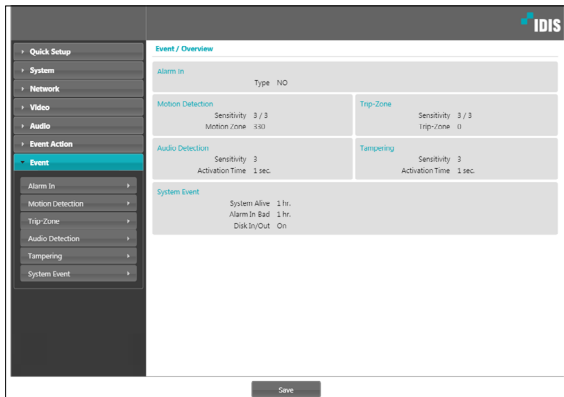 IDIS
Quick Setup
System
Network
Video
Audio
Event Action
Event
Alarm In
Motion Detection
Trip-Zone
Audio Detection
Tampering
System Event
Event / Overview
Alarm In
Type NO
Motion Detection
Sensitivity 3 / 3
Motion Zone 330
Trip-Zone
Sensitivity 3 / 3
Trip-Zone 0
Audio Detection
Sensitivity 3
Activation Time 1 sec.
Tampering
Sensitivity 3
Activation Time 1 sec.
System Event
System Alive 1 hr.
Alarm In Bad 1 hr.
Disk In/Out On
Save